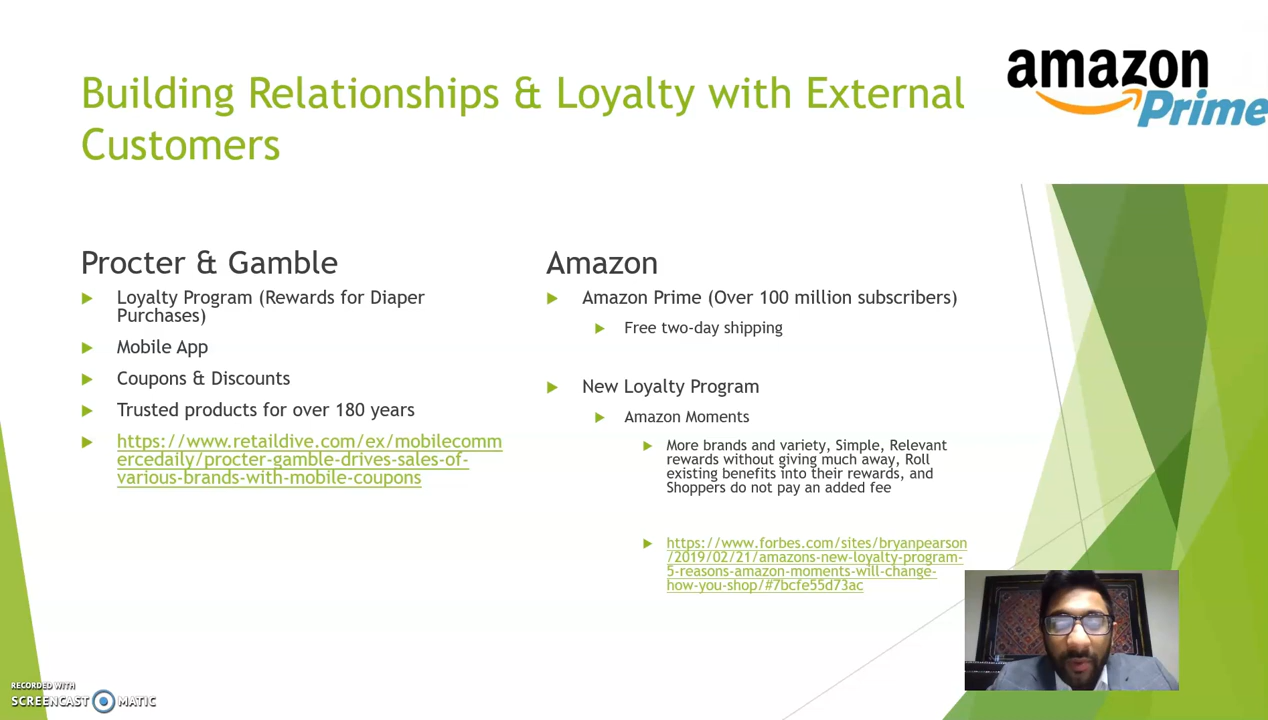 Building Relationships & Loyalty with External
Customers
amazon
Prime
Procter & Gamble
Loyalty Program (Rewards for Diaper
Purchases)
Mobile App
Coupons & Discounts
Trusted products for over 180 years
https://www.retaildive.com/ex/mobilecomm
ercedaily/procter-gamble-drives-sales-of-
various-brands-with-mobile-coupons
Amazon
Amazon Prime (Over 100 million subscribers)
Free two-day shipping
New Loyalty Program
Amazon Moments
More brands and variety, Simple, Relevant
rewards without giving much away, Roll
existing benefits into their rewards, and
Shoppers do not pay an added fee
https://www.forbes.com/sites/bryanpearson
/2019/02/21/amazons-new-loyalty-program-
5-reasons-amazon-moments-will-change-
how-you-shop/#7bcfe55d73ac
RECORDED WITH
SCREENCAST MATIC